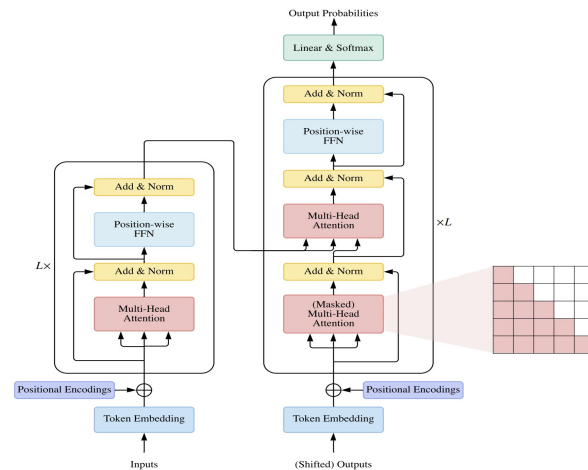 Output Probabilities
Linear & Softmax
Add & Norm
Position-wise
FFN
Add & Norm
Multi-Head
Attention
×L
Add & Norm
(Masked)
Multi-Head
Attention
Positional Encodings
Token Embedding
(Shifted) Outputs
Add & Norm
Position-wise
FFN
L×
Add & Norm
Multi-Head
Attention
Positional Encodings
Token Embedding
Inputs